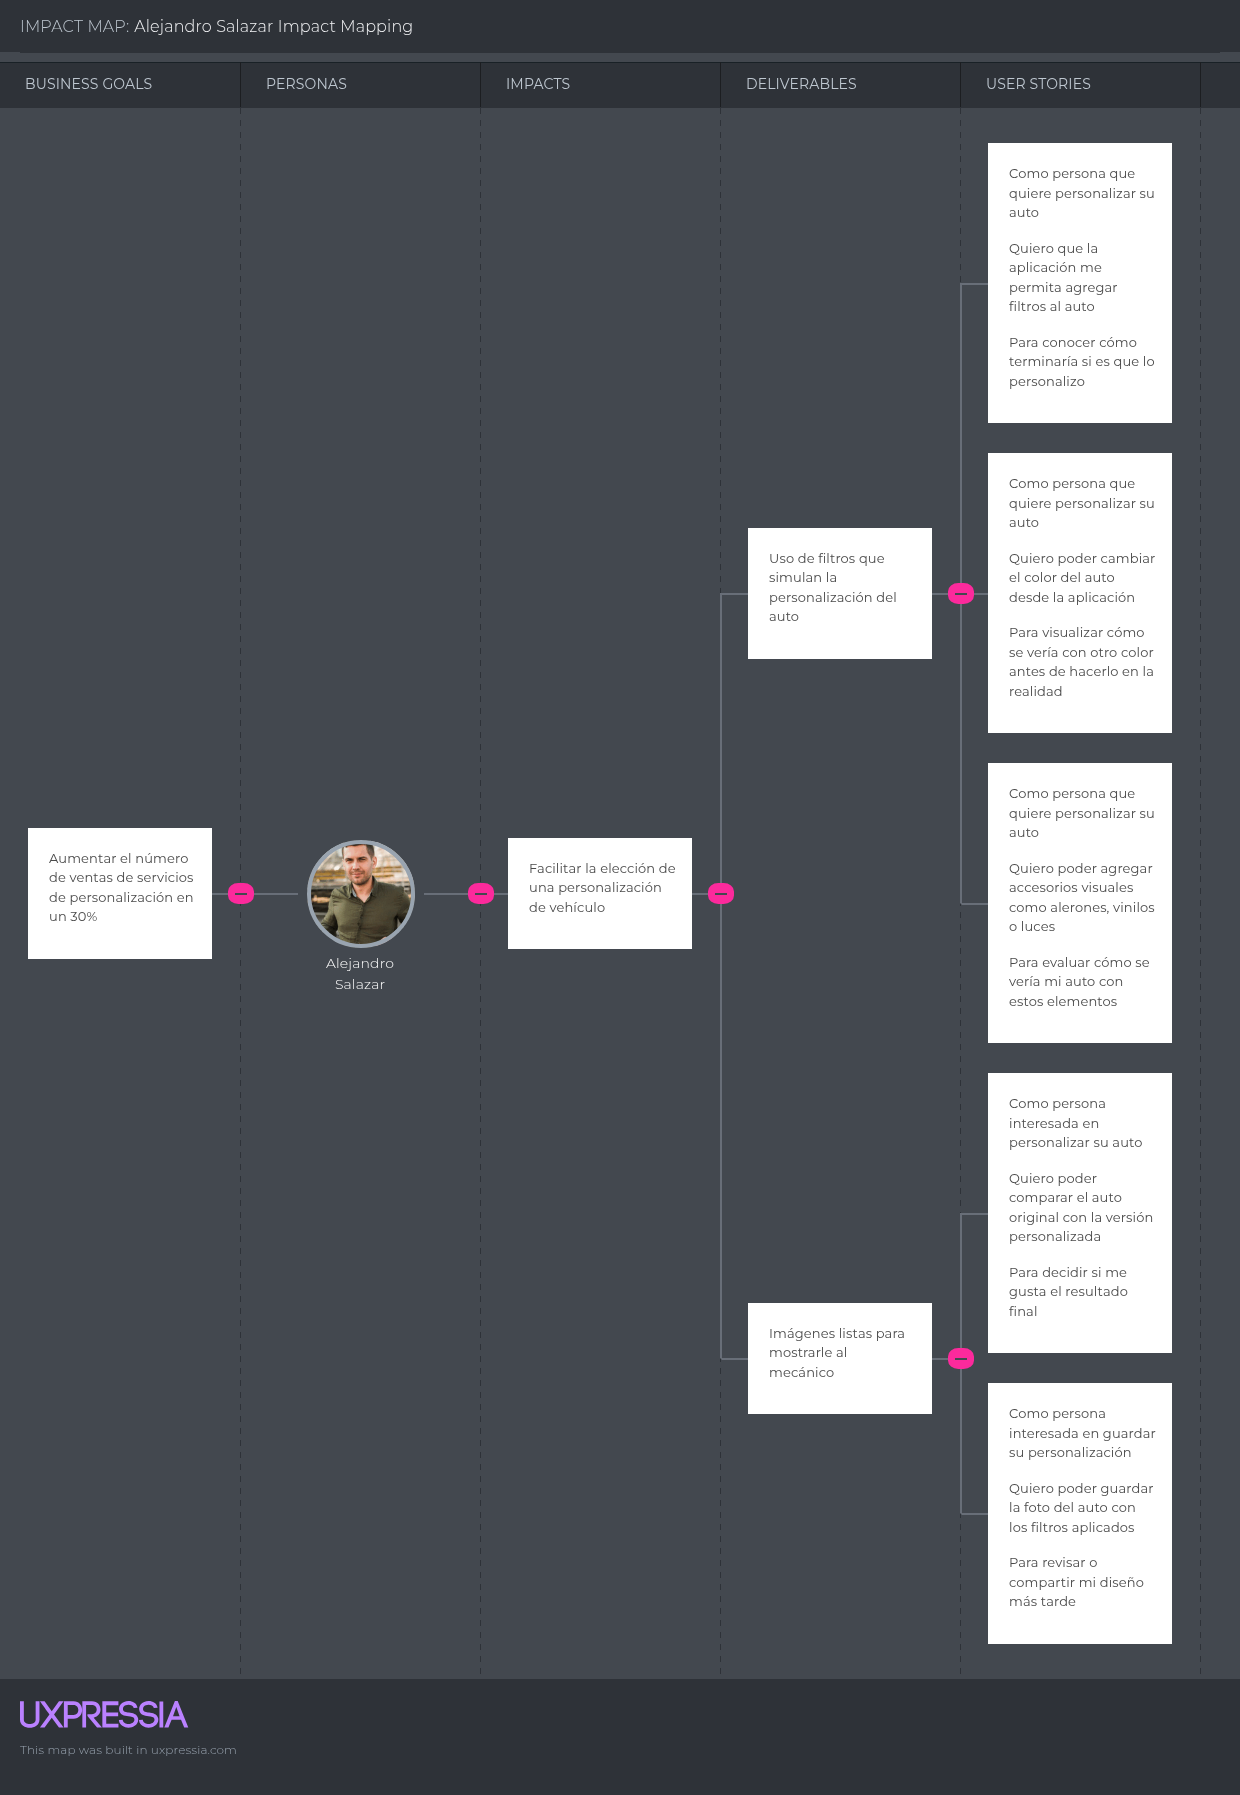 IMPACT MAP: Alejandro Salazar Impact Mapping
BUSINESS GOALS
PERSONAS
IMPACTS
DELIVERABLES
USER STORIES
Aumentar el número
de ventas de servicios
de personalización en
un 30%
Alejandro
Salazar
Facilitar la elección de
una personalización
de vehículo
Uso de filtros que
simulan la
personalización del
auto
Imágenes listas para
mostrarle al
mecánico
Como persona que
quiere personalizar su
auto
Quiero que la
aplicación me
permita agregar
filtros al auto
Para conocer cómo
terminaría si es que lo
personalizo
Como persona que
quiere personalizar su
auto
Quiero poder cambiar
el color del auto
desde la aplicación
Para visualizar cómo
se vería con otro color
antes de hacerlo en la
realidad
Como persona que
quiere personalizar su
auto
Quiero poder agregar
accesorios visuales
como alerones, vinilos
o luces
Para evaluar cómo se
vería mi auto con
estos elementos
Como persona
interesada en
personalizar su auto
Quiero poder
comparar el auto
original con la versión
personalizada
Para decidir si me
gusta el resultado
final
Como persona
interesada en guardar
su personalización
Quiero poder guardar
la foto del auto con
los filtros aplicados
Para revisar o
compartir mi diseño
más tarde
UXPRESSIA
This map was built in uxpressia.com